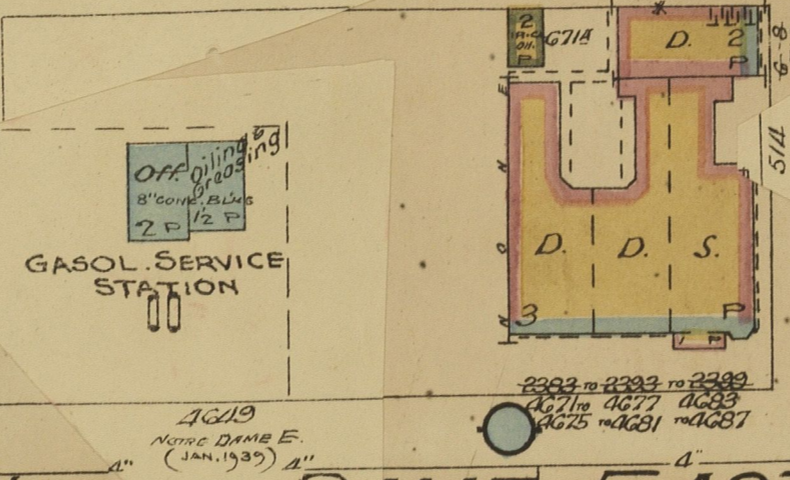 2
671A
P
D. 2
P
6-8
514
Off. Oiling & Greasing
8" CONC. BLKS
2 P 1/2 P
GASOL. SERVICE
STATION
D. D. S.
3 P
2383 TO 2393 TO 2399
4671 TO 4677 4683
4675 TO 4681 TO 4687
4649
NOTRE DAME E.
(JAN. 1939)
4" 4" 4"